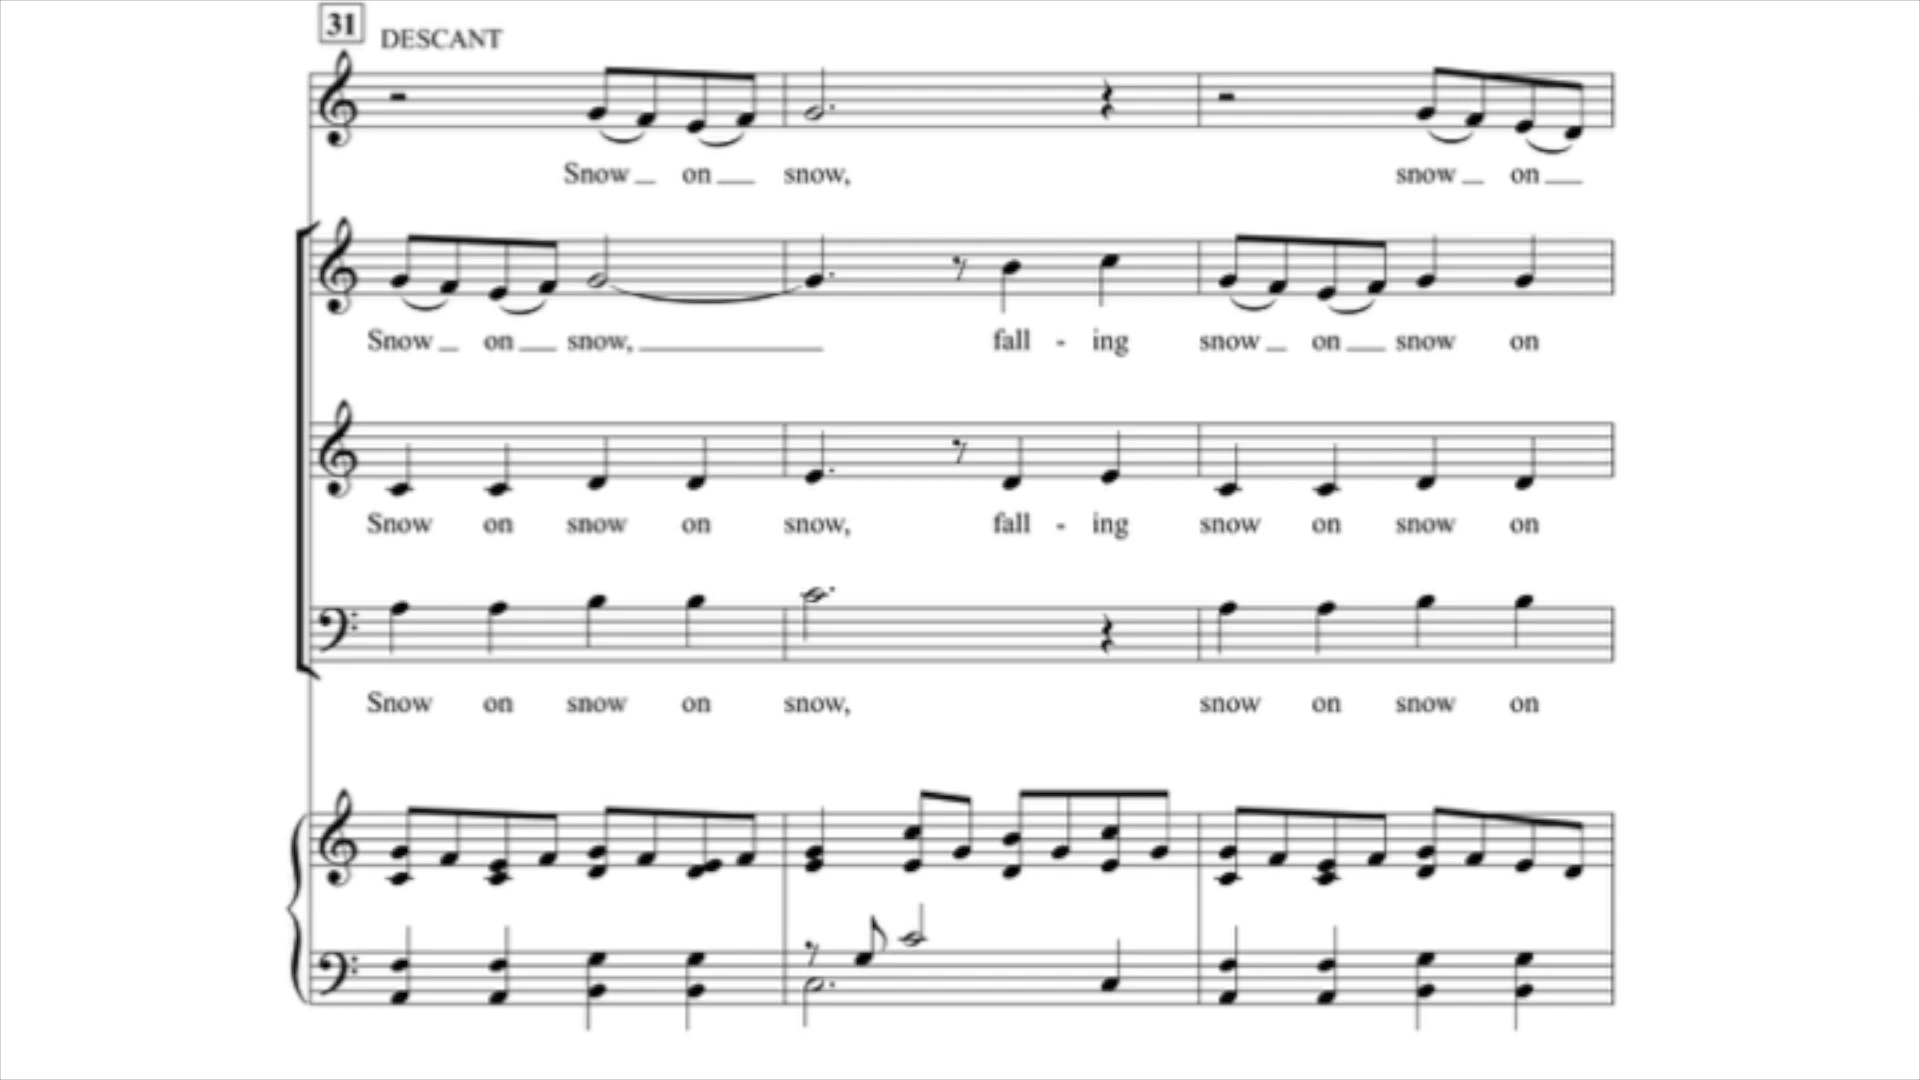 31
DESCANT
Snow on snow, snow on
Snow on snow, fall - ing snow on snow on
Snow on snow on snow, fall - ing snow on snow on
Snow on snow on snow, snow on snow on